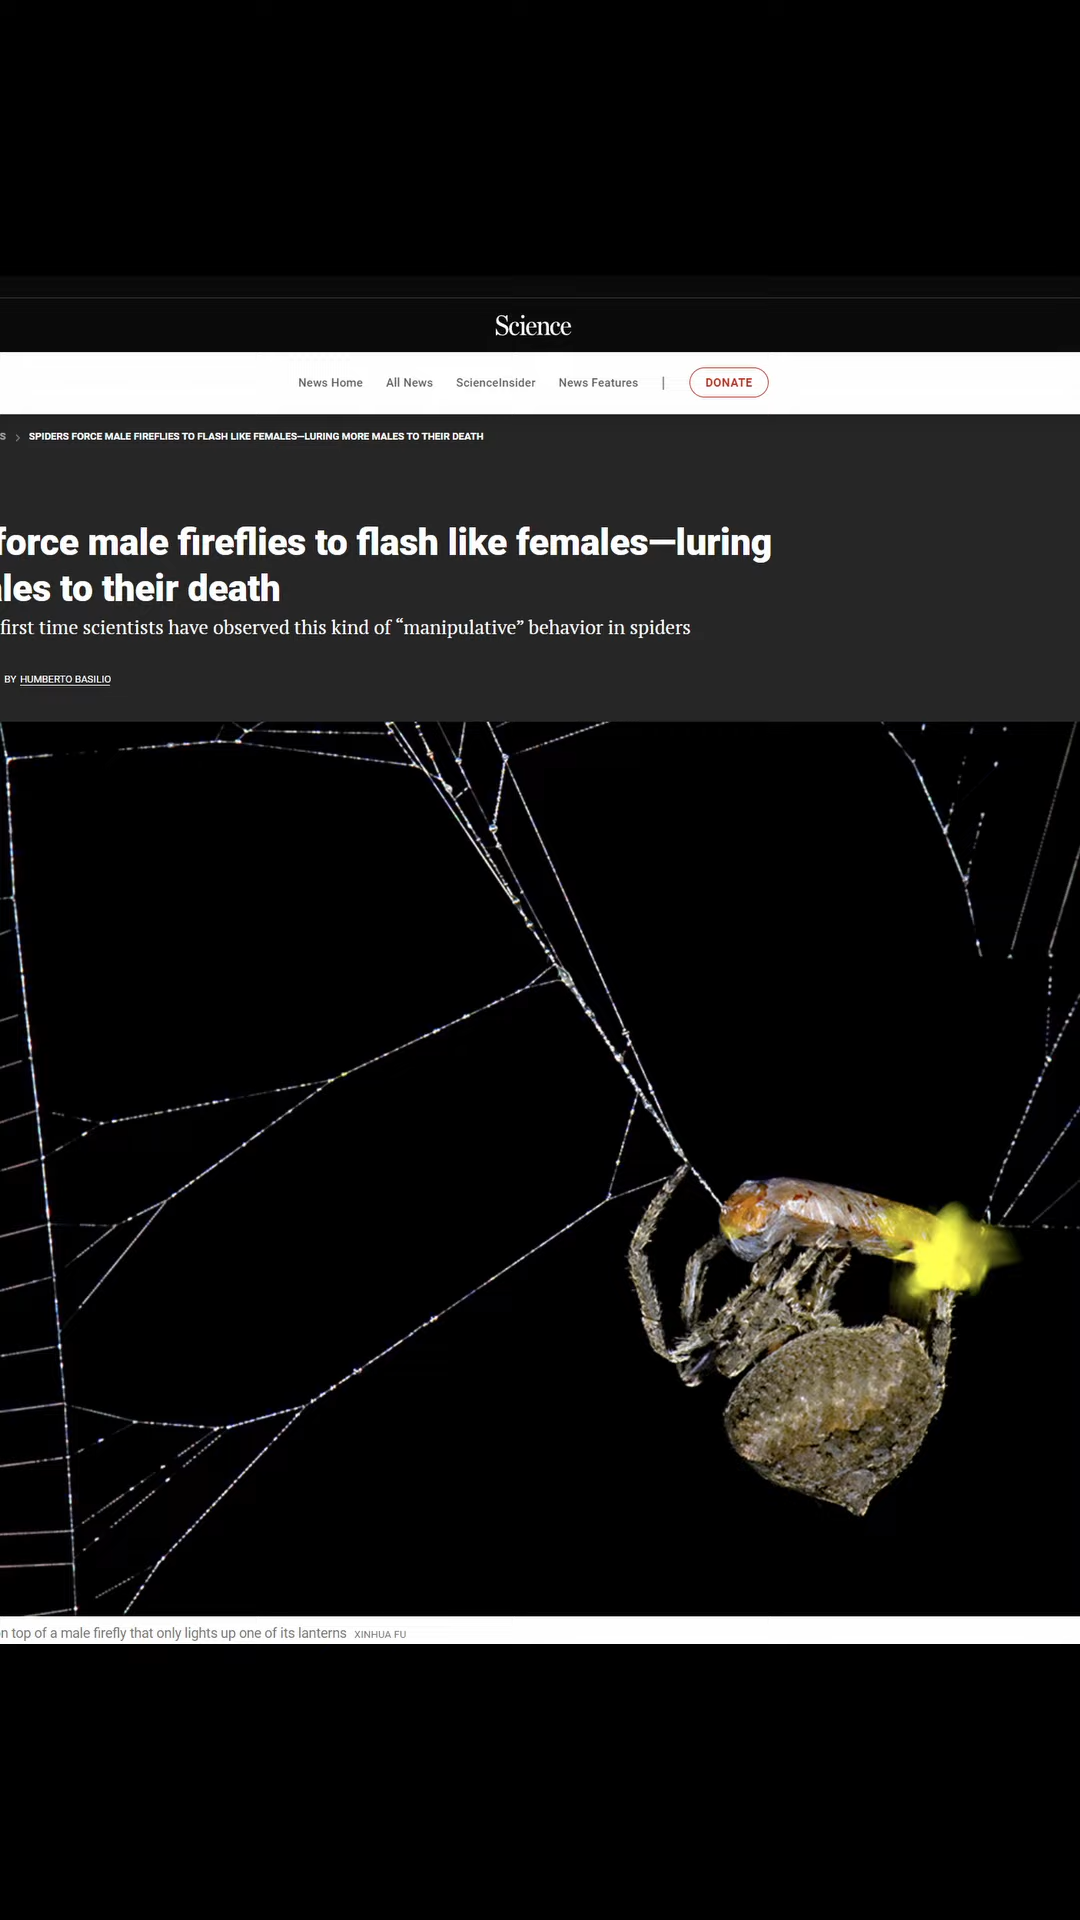 Science
News Home All News ScienceInsider News Features | DONATE
S > SPIDERS FORCE MALE FIREFLIES TO FLASH LIKE FEMALES—LURING MORE MALES TO THEIR DEATH
force male fireflies to flash like females—luring
ales to their death
first time scientists have observed this kind of “manipulative” behavior in spiders
BY HUMBERTO BASILIO
n top of a male firefly that only lights up one of its lanterns XINHUA FU